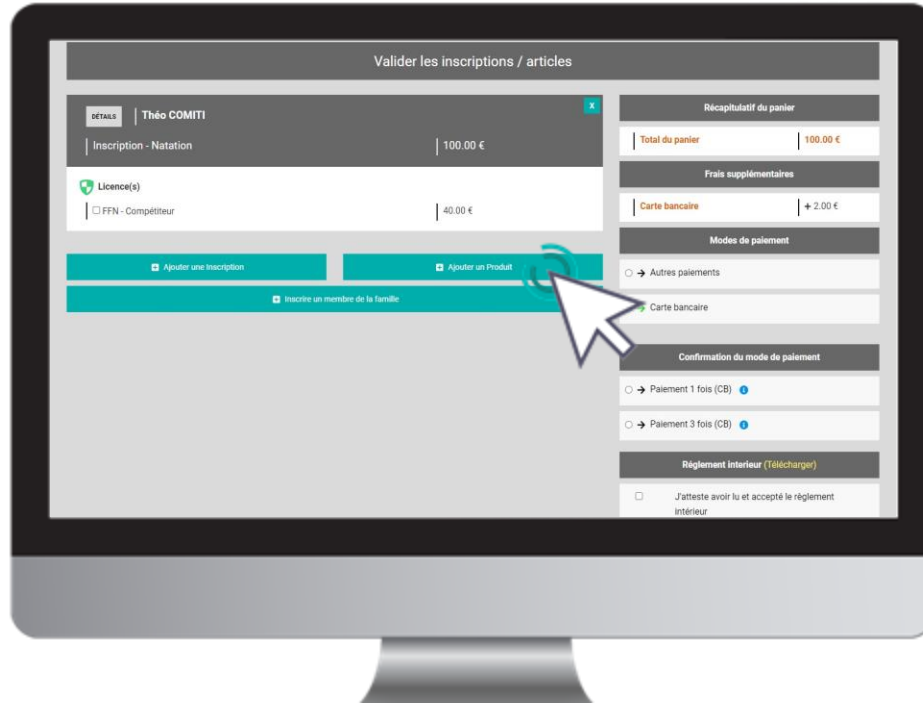 Valider les inscriptions / articles
DÉTAILS Théo COMITI X
Inscription - Natation 100.00 €
Licence(s)
FFN - Compétiteur 40.00 €
Ajouter une Inscription Ajouter un Produit
Inscrire un membre de la famille
Récapitulatif du panier
Total du panier 100.00 €
Frais supplémentaires
Carte bancaire + 2.00 €
Modes de paiement
Autres paiements
Carte bancaire
Confirmation du mode de paiement
Paiement 1 fois (CB)
Paiement 3 fois (CB)
Réglement interieur (Télécharger)
J'atteste avoir lu et accepté le règlement
intérieur